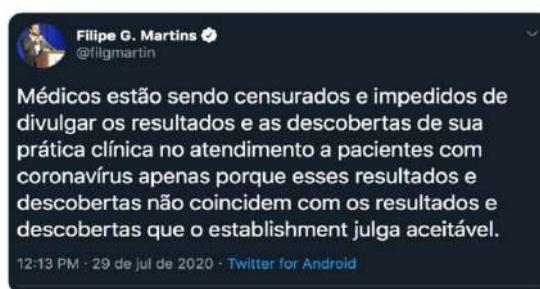 Filipe G. Martins
@filgmartin
Médicos estão sendo censurados e impedidos de
divulgar os resultados e as descobertas de sua
prática clínica no atendimento a pacientes com
coronavírus apenas porque esses resultados e
descobertas não coincidem com os resultados e
descobertas que o establishment julga aceitável.
12:13 PM · 29 de jul de 2020 · Twitter for Android